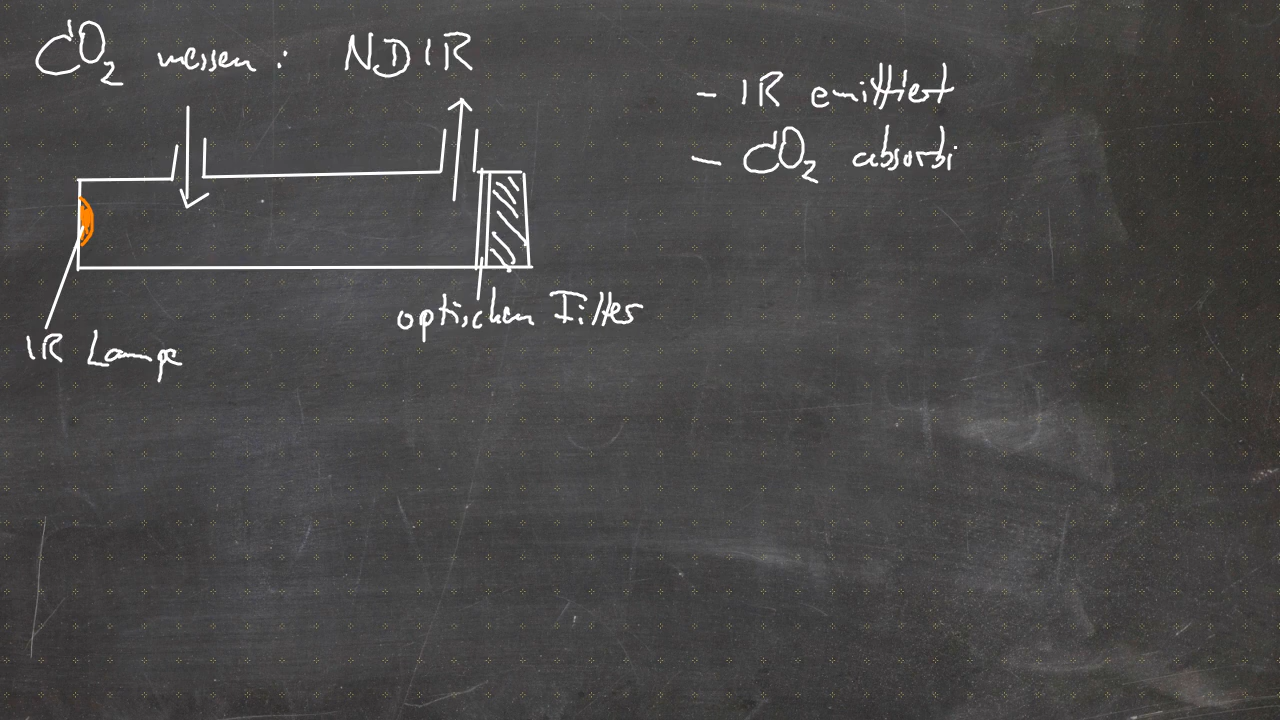 CO₂ messen: NDIR
- IR emittiert
- CO₂ absorbi
optischen Filter
IR Lampe